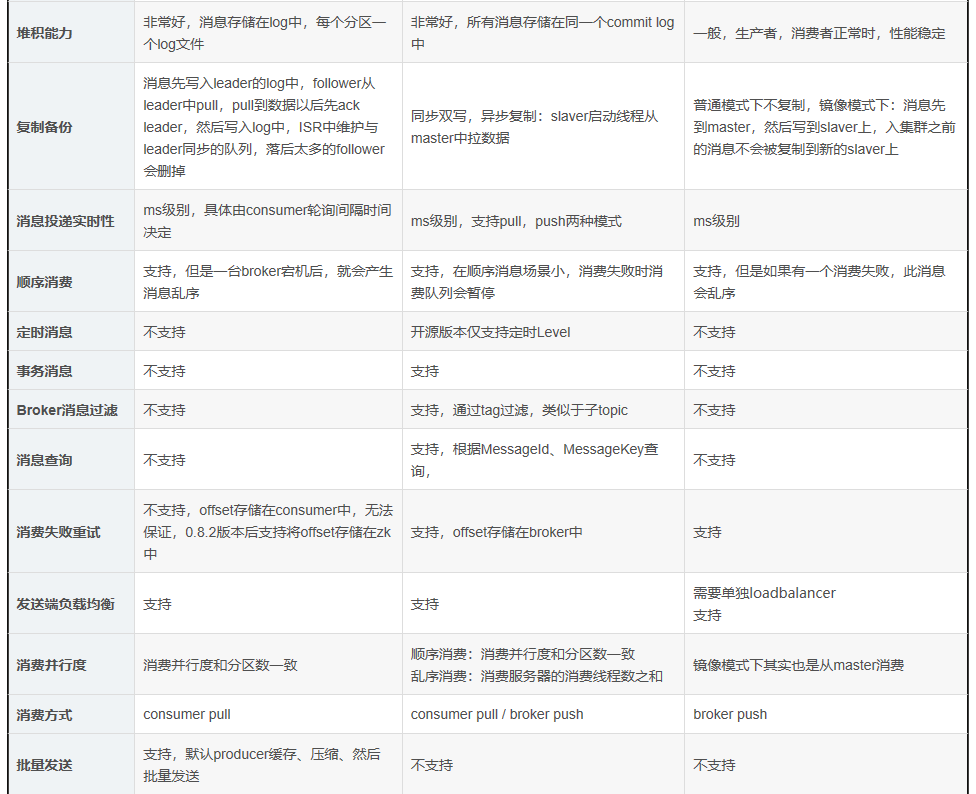 堆积能力
非常好，消息存储在log中，每个分区一
个log文件
非常好，所有消息存储在同一个commit log
中
一般，生产者，消费者正常时，性能稳定
复制备份
消息先写入leader的log中，follower从
leader中pull，pull到数据以后先ack
leader，然后写入log中，ISR中维护与
leader同步的队列，落后太多的follower
会删掉
同步双写，异步复制：slaver启动线程从
master中拉数据
普通模式下不复制，镜像模式下：消息先
到master，然后写到slaver上，入集群之前
的消息不会被复制到新的slaver上
消息投递实时性
ms级别，具体由consumer轮询间隔时间
决定
ms级别，支持pull，push两种模式
ms级别
顺序消费
支持，但是一台broker宕机后，就会产生
消息乱序
支持，在顺序消息场景小，消费失败时消
费队列会暂停
支持，但是如果有一个消费失败，此消息
会乱序
定时消息
不支持
开源版本仅支持定时Level
不支持
事务消息
不支持
支持
不支持
Broker消息过滤
不支持
支持，通过tag过滤，类似于子topic
不支持
消息查询
不支持
支持，根据MessageId、MessageKey查
询，
不支持
消费失败重试
不支持，offset存储在consumer中，无法
保证，0.8.2版本后支持将offset存储在zk
中
支持，offset存储在broker中
支持
发送端负载均衡
支持
支持
需要单独loadbalancer
支持
消费并行度
消费并行度和分区数一致
顺序消费：消费并行度和分区数一致
乱序消费：消费服务器的消费线程数之和
镜像模式下其实也是从master消费
消费方式
consumer pull
consumer pull / broker push
broker push
批量发送
支持，默认producer缓存、压缩、然后
批量发送
不支持
不支持